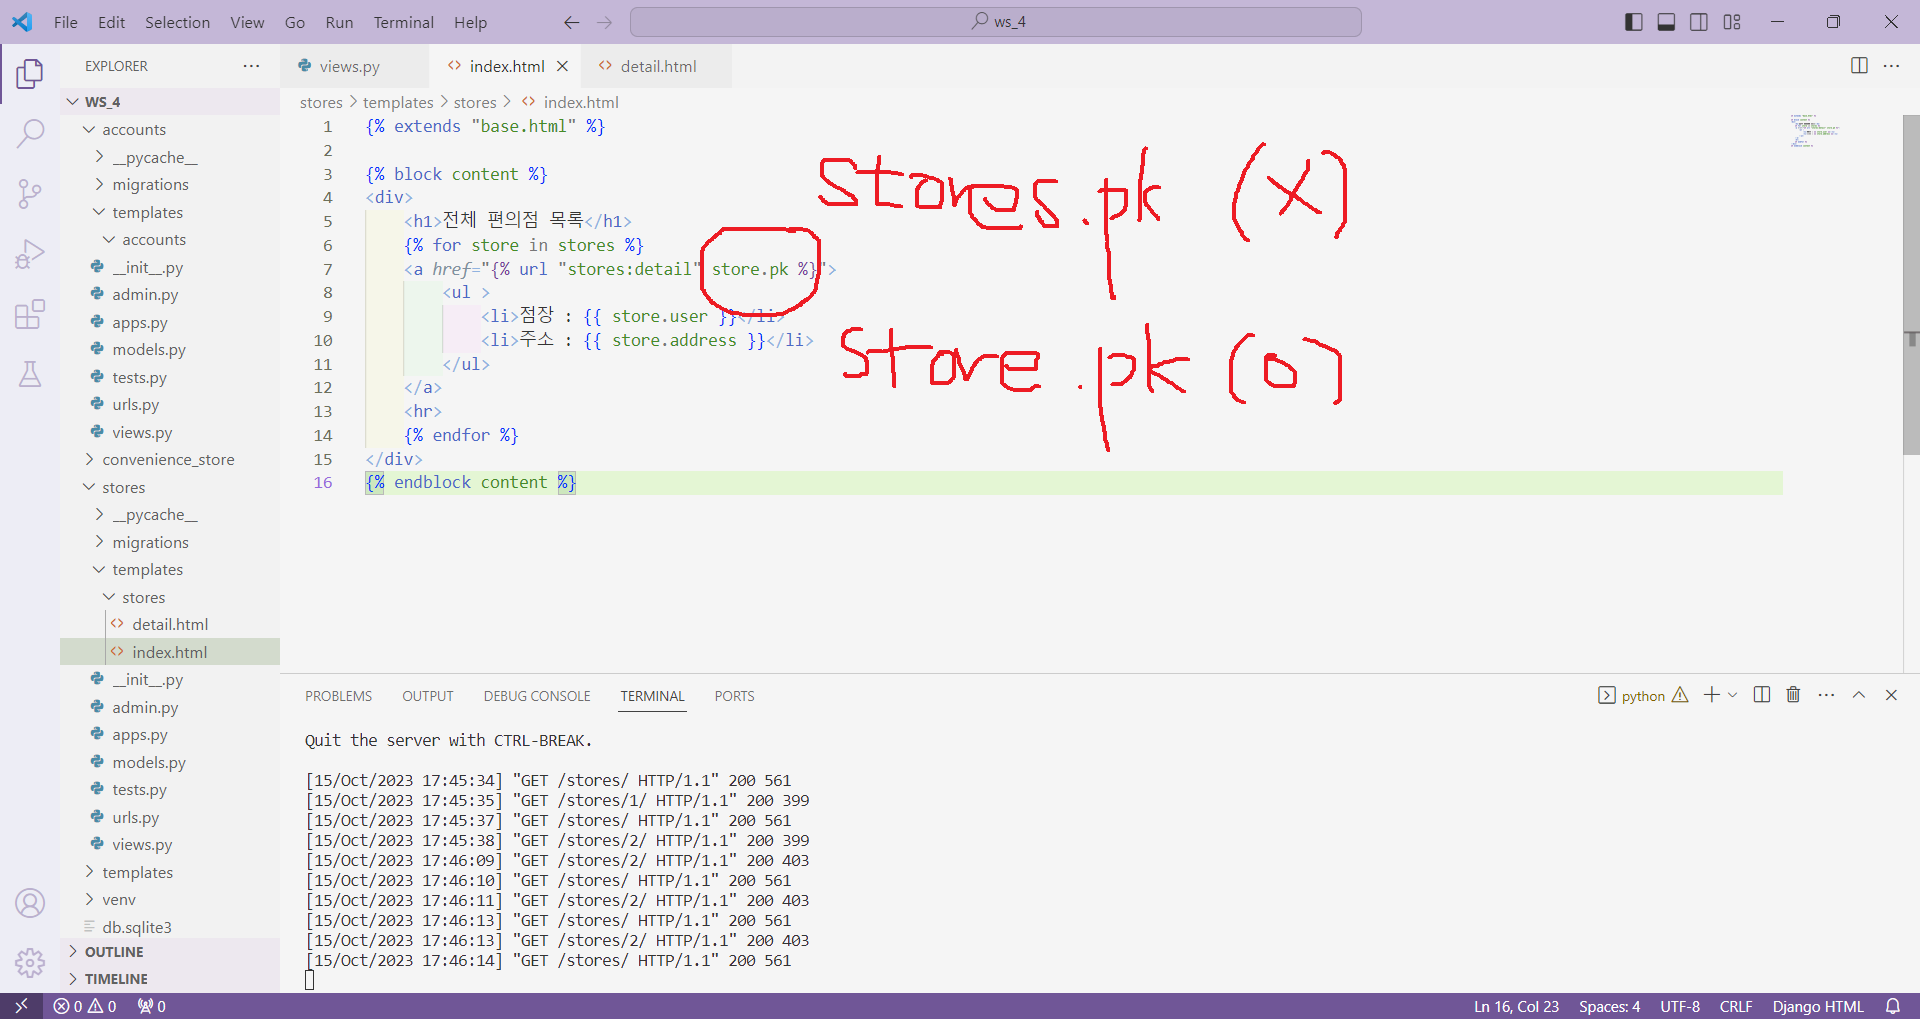 File Edit Selection View Go Run Terminal Help
ws_4
EXPLORER
views.py
index.html
detail.html
WS_4
accounts
__pycache__
migrations
templates
accounts
__init__.py
admin.py
apps.py
models.py
tests.py
urls.py
views.py
convenience_store
stores
__pycache__
migrations
templates
stores
detail.html
index.html
__init__.py
admin.py
apps.py
models.py
tests.py
urls.py
views.py
templates
venv
db.sqlite3
OUTLINE
TIMELINE
stores > templates > stores > index.html
1 {% extends "base.html" %}
2
3 {% block content %}
4 <div>
5 <h1>전체 편의점 목록</h1>
6 {% for store in stores %}
7 <a href="{% url "stores:detail" store.pk %}">
8 <ul >
9 <li>점장 : {{ store.user }}</li>
10 <li>주소 : {{ store.address }}</li>
11 </ul>
12 </a>
13 <hr>
14 {% endfor %}
15 </div>
16 {% endblock content %}
Stores.pk (X)
Store.pk (O)
PROBLEMS OUTPUT DEBUG CONSOLE TERMINAL PORTS
python
Quit the server with CTRL-BREAK.
[15/Oct/2023 17:45:34] "GET /stores/ HTTP/1.1" 200 561
[15/Oct/2023 17:45:35] "GET /stores/1/ HTTP/1.1" 200 399
[15/Oct/2023 17:45:37] "GET /stores/ HTTP/1.1" 200 561
[15/Oct/2023 17:45:38] "GET /stores/2/ HTTP/1.1" 200 399
[15/Oct/2023 17:46:09] "GET /stores/2/ HTTP/1.1" 200 403
[15/Oct/2023 17:46:10] "GET /stores/ HTTP/1.1" 200 561
[15/Oct/2023 17:46:11] "GET /stores/2/ HTTP/1.1" 200 403
[15/Oct/2023 17:46:13] "GET /stores/ HTTP/1.1" 200 561
[15/Oct/2023 17:46:13] "GET /stores/2/ HTTP/1.1" 200 403
[15/Oct/2023 17:46:14] "GET /stores/ HTTP/1.1" 200 561
0 0 0
Ln 16, Col 23 Spaces: 4 UTF-8 CRLF Django HTML